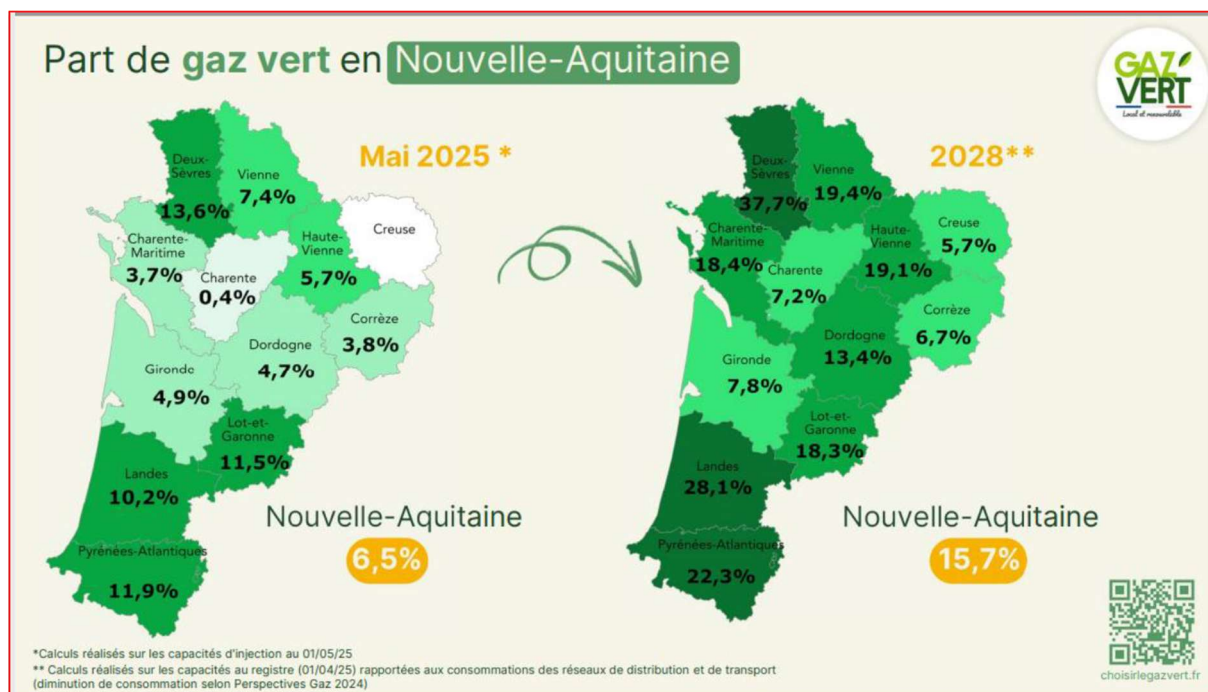 Part de gaz vert en Nouvelle-Aquitaine
GAZ
VERT
Local et renouvelable
Mai 2025 *
Deux-
Sèvres
13,6%
Vienne
7,4%
Creuse
Charente-
Maritime
3,7%
Charente
0,4%
Haute-
Vienne
5,7%
Corrèze
3,8%
Dordogne
4,7%
Gironde
4,9%
Lot-et-
Garonne
11,5%
Landes
10,2%
Pyrénées-Atlantiques
11,9%
Nouvelle-Aquitaine
6,5%
2028**
Deux-
Sèvres
37,7%
Vienne
19,4%
Creuse
5,7%
Charente-
Maritime
18,4%
Charente
7,2%
Haute-
Vienne
19,1%
Corrèze
6,7%
Dordogne
13,4%
Gironde
7,8%
Lot-et-
Garonne
18,3%
Landes
28,1%
Pyrénées-Atlantiques
22,3%
Nouvelle-Aquitaine
15,7%
*Calculs réalisés sur les capacités d'injection au 01/05/25
** Calculs réalisés sur les capacités au registre (01/04/25) rapportées aux consommations des réseaux de distribution et de transport
(diminution de consommation selon Perspectives Gaz 2024)
choisirlegazvert.fr